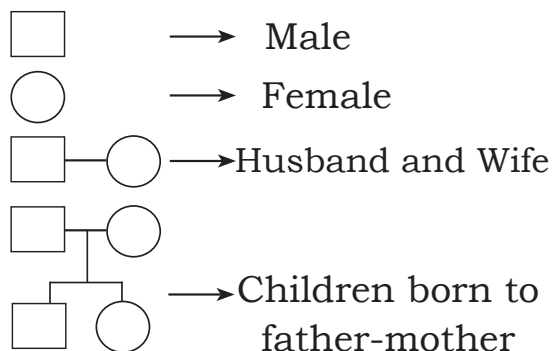 Male
Female
Husband and Wife
Children born to
father-mother